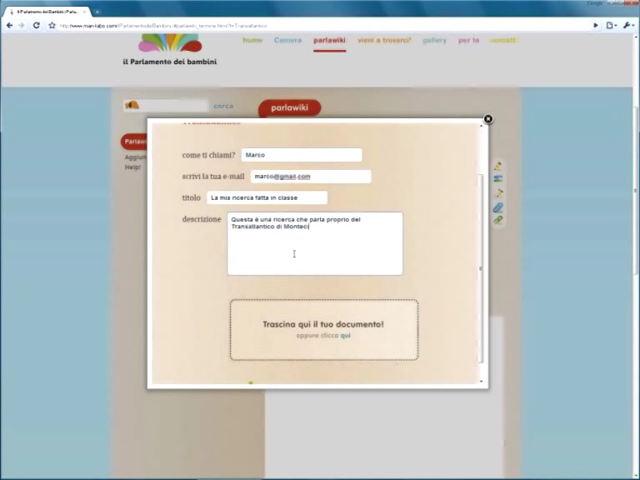 il Parlamento dei bambini
home Camera parlawiki vieni a trovarci? gallery per te contatti
cerca
parlawiki
Help!
come ti chiami? Marco
scrivi la tua e-mail marco@gmail.com
titolo La mia ricerca fatta in classe
descrizione Questa è una ricerca che parla proprio del
Transatlantico di Monteci
Trascina qui il tuo documento!
oppure clicca qui